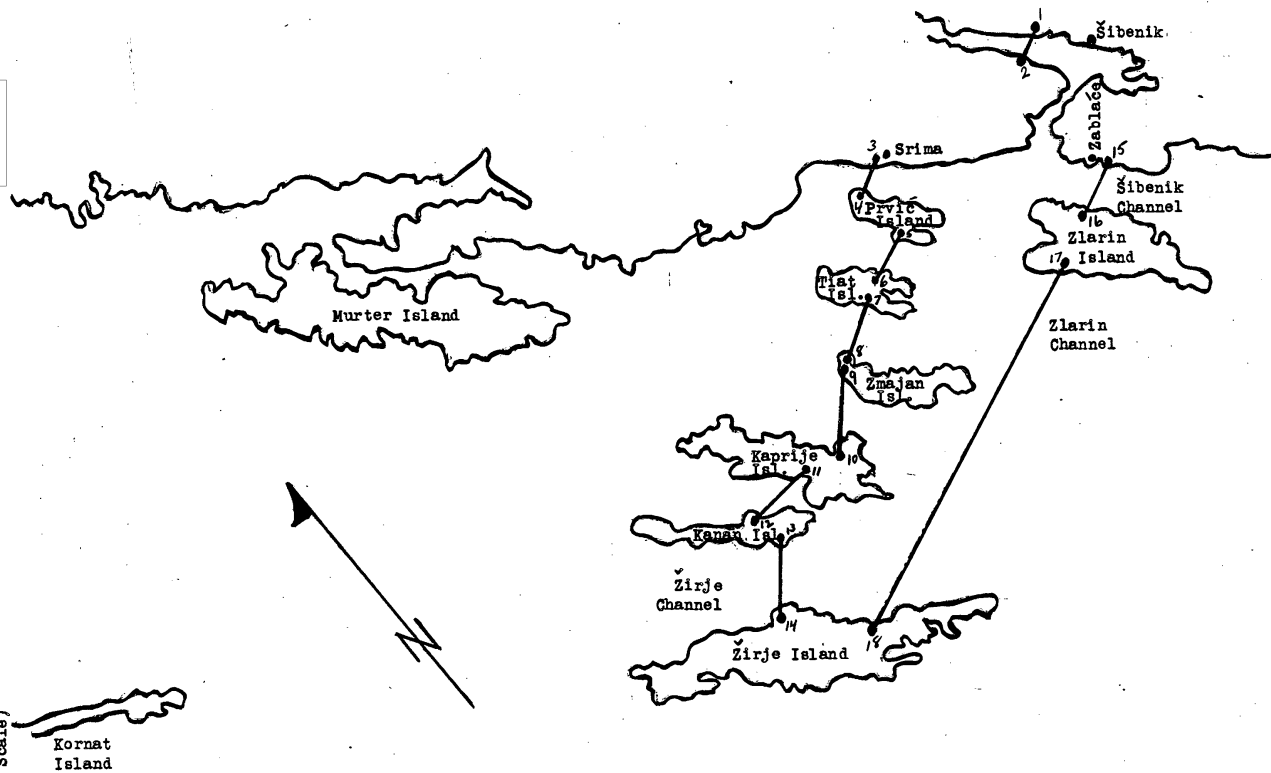 1
Šibenik
2
Zablaće
3
Srima
15
Šibenik
Channel
4
Prvić
Island
16
5
Zlarin
Island
17
6
Tiat
Isl.
7
Murter Island
Zlarin
Channel
8
9
Zmajan
Isl.
Kaprije
Isl.
10
11
12
13
Kanan Isl.
Žirje
Channel
14
18
Žirje Island
Scale)
Kornat
Island